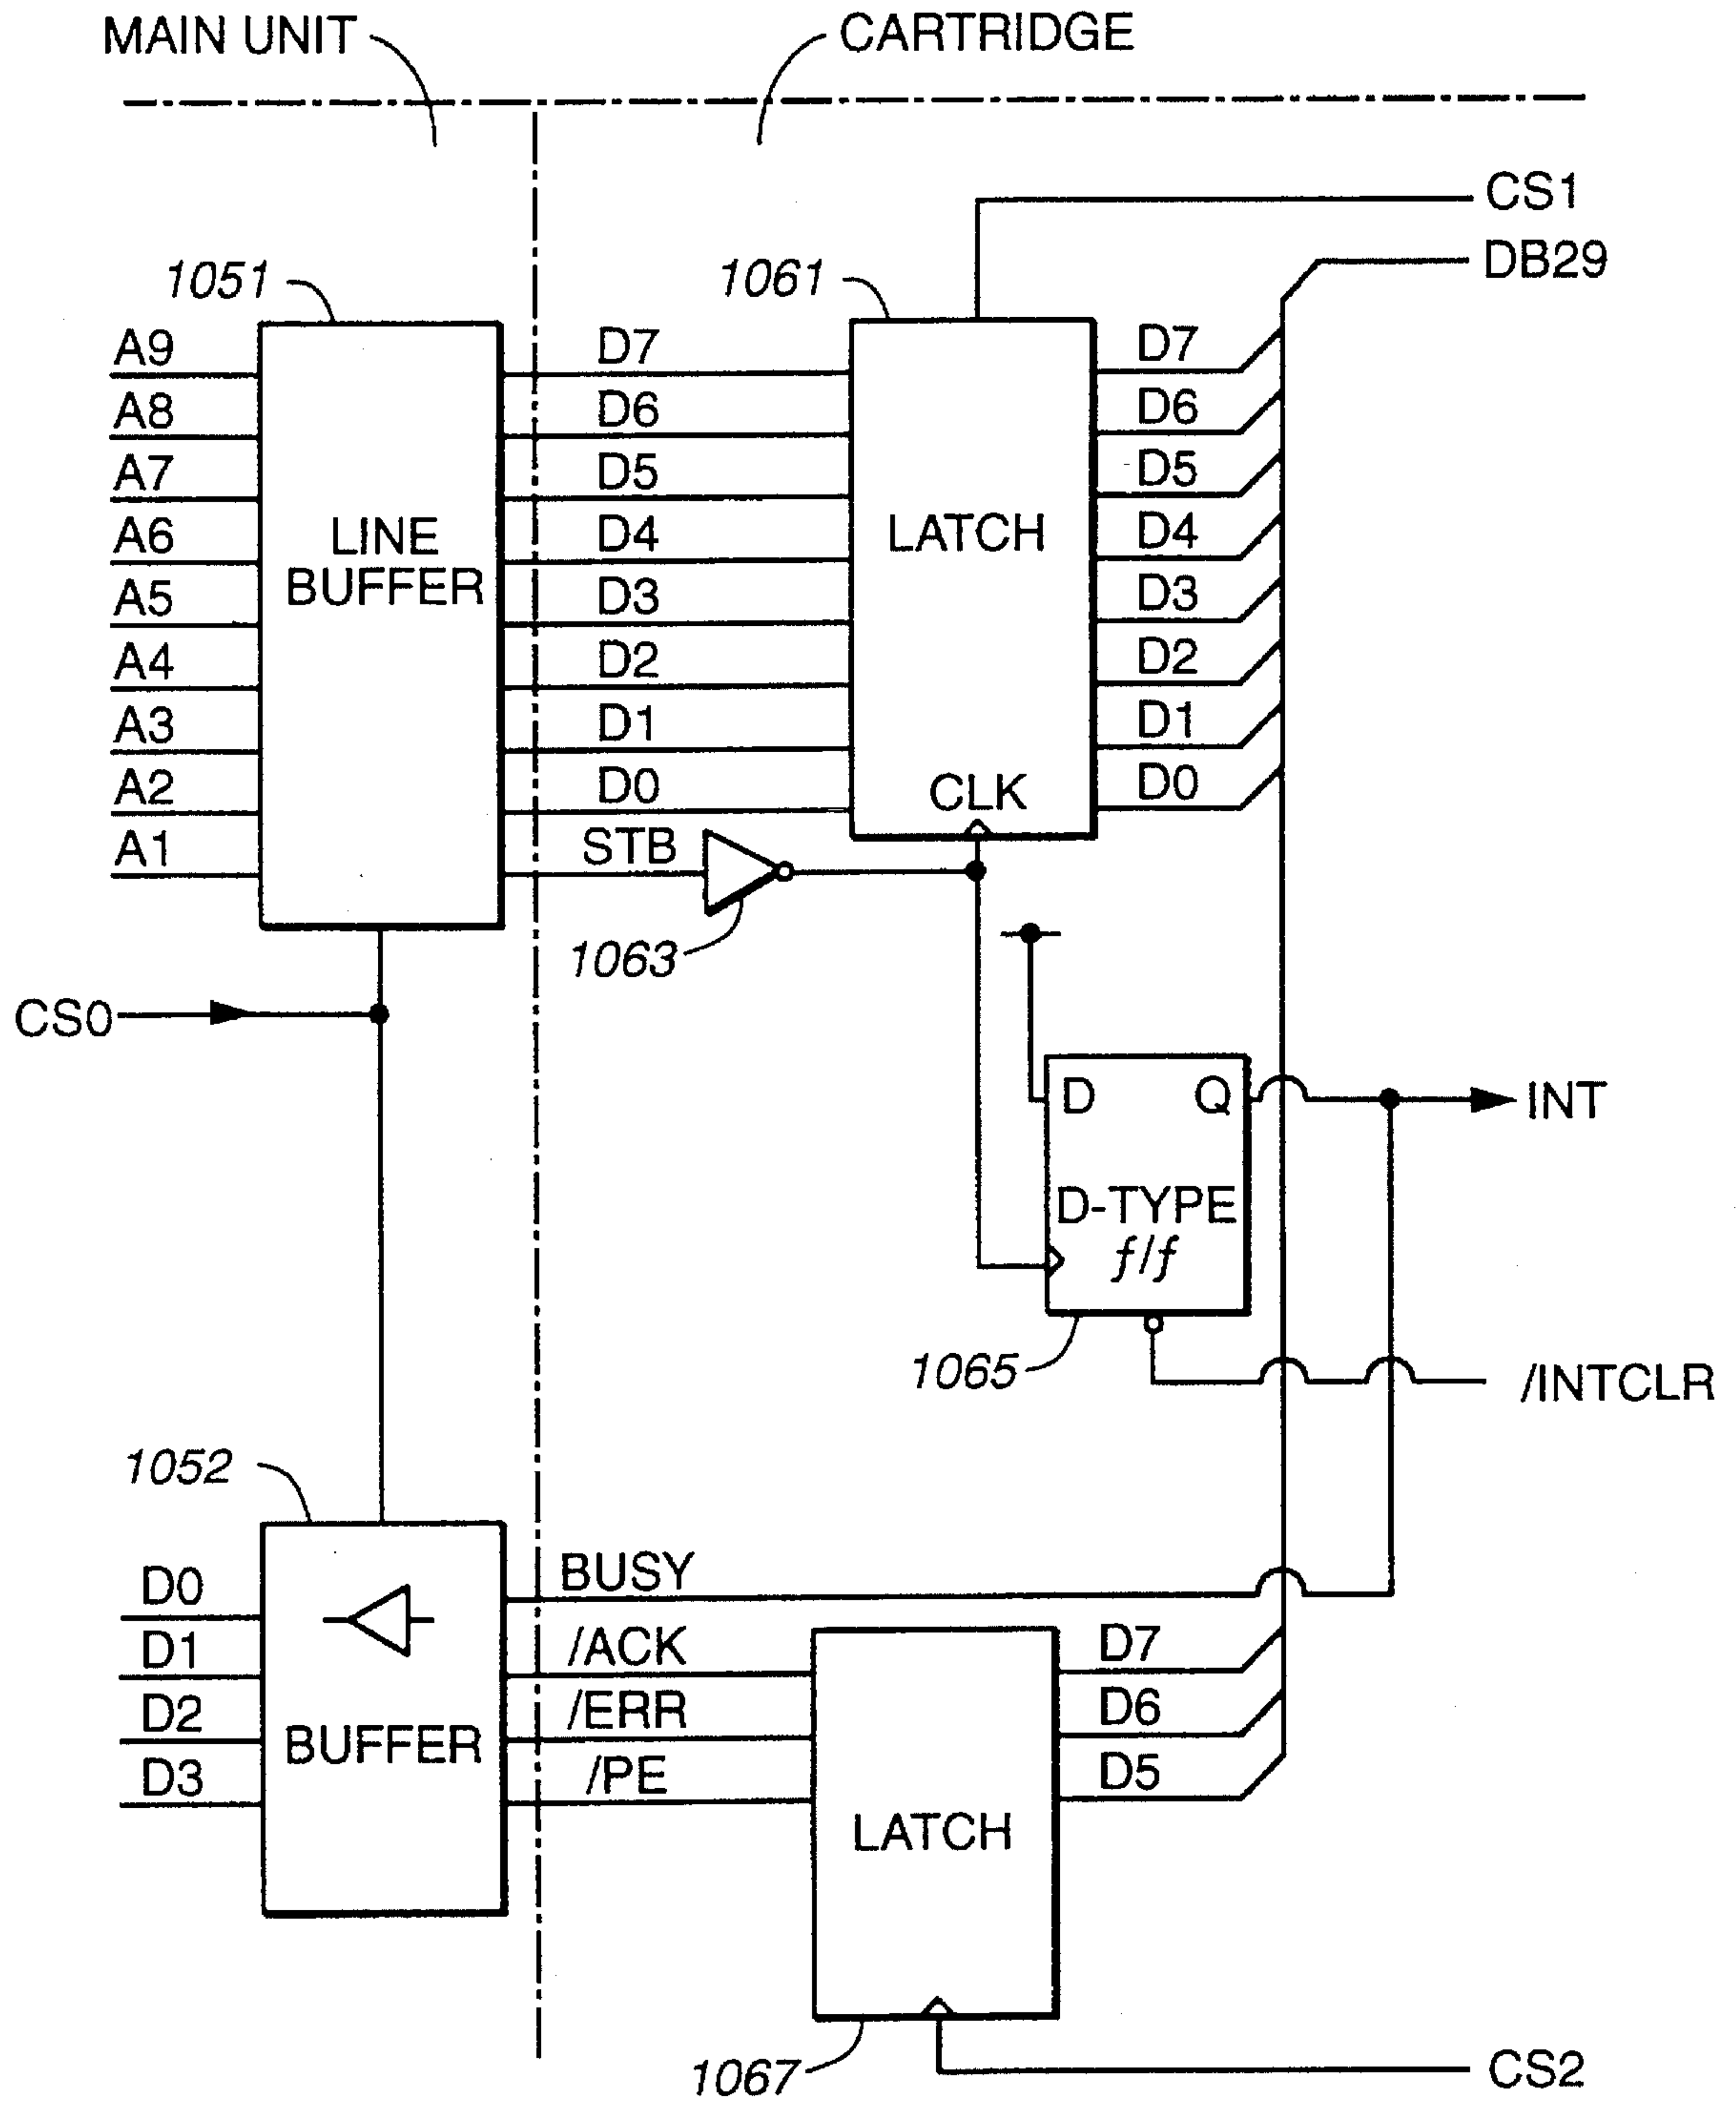 MAIN UNIT
CARTRIDGE
CS1
DB29
1051
1061
A9
D7
D7
A8
D6
D6
A7
D5
D5
A6
LINE BUFFER
D4
LATCH
D4
A5
D3
D3
A4
D2
D2
A3
D1
D1
A2
D0
CLK
D0
A1
STB
1063
CS0
D
Q
INT
D-TYPE
f/f
1065
/INTCLR
1052
BUSY
D0
/ACK
D7
D1
/ERR
D6
D2
BUFFER
/PE
D5
D3
LATCH
1067
CS2